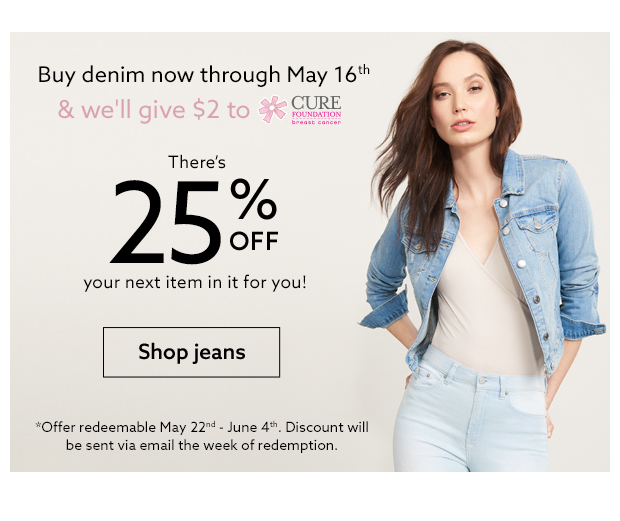 Buy denim now through May 16th
& we'll give $2 to CURE FOUNDATION breast cancer
There's
25% OFF
your next item in it for you!
Shop jeans
*Offer redeemable May 22nd - June 4th. Discount will
be sent via email the week of redemption.